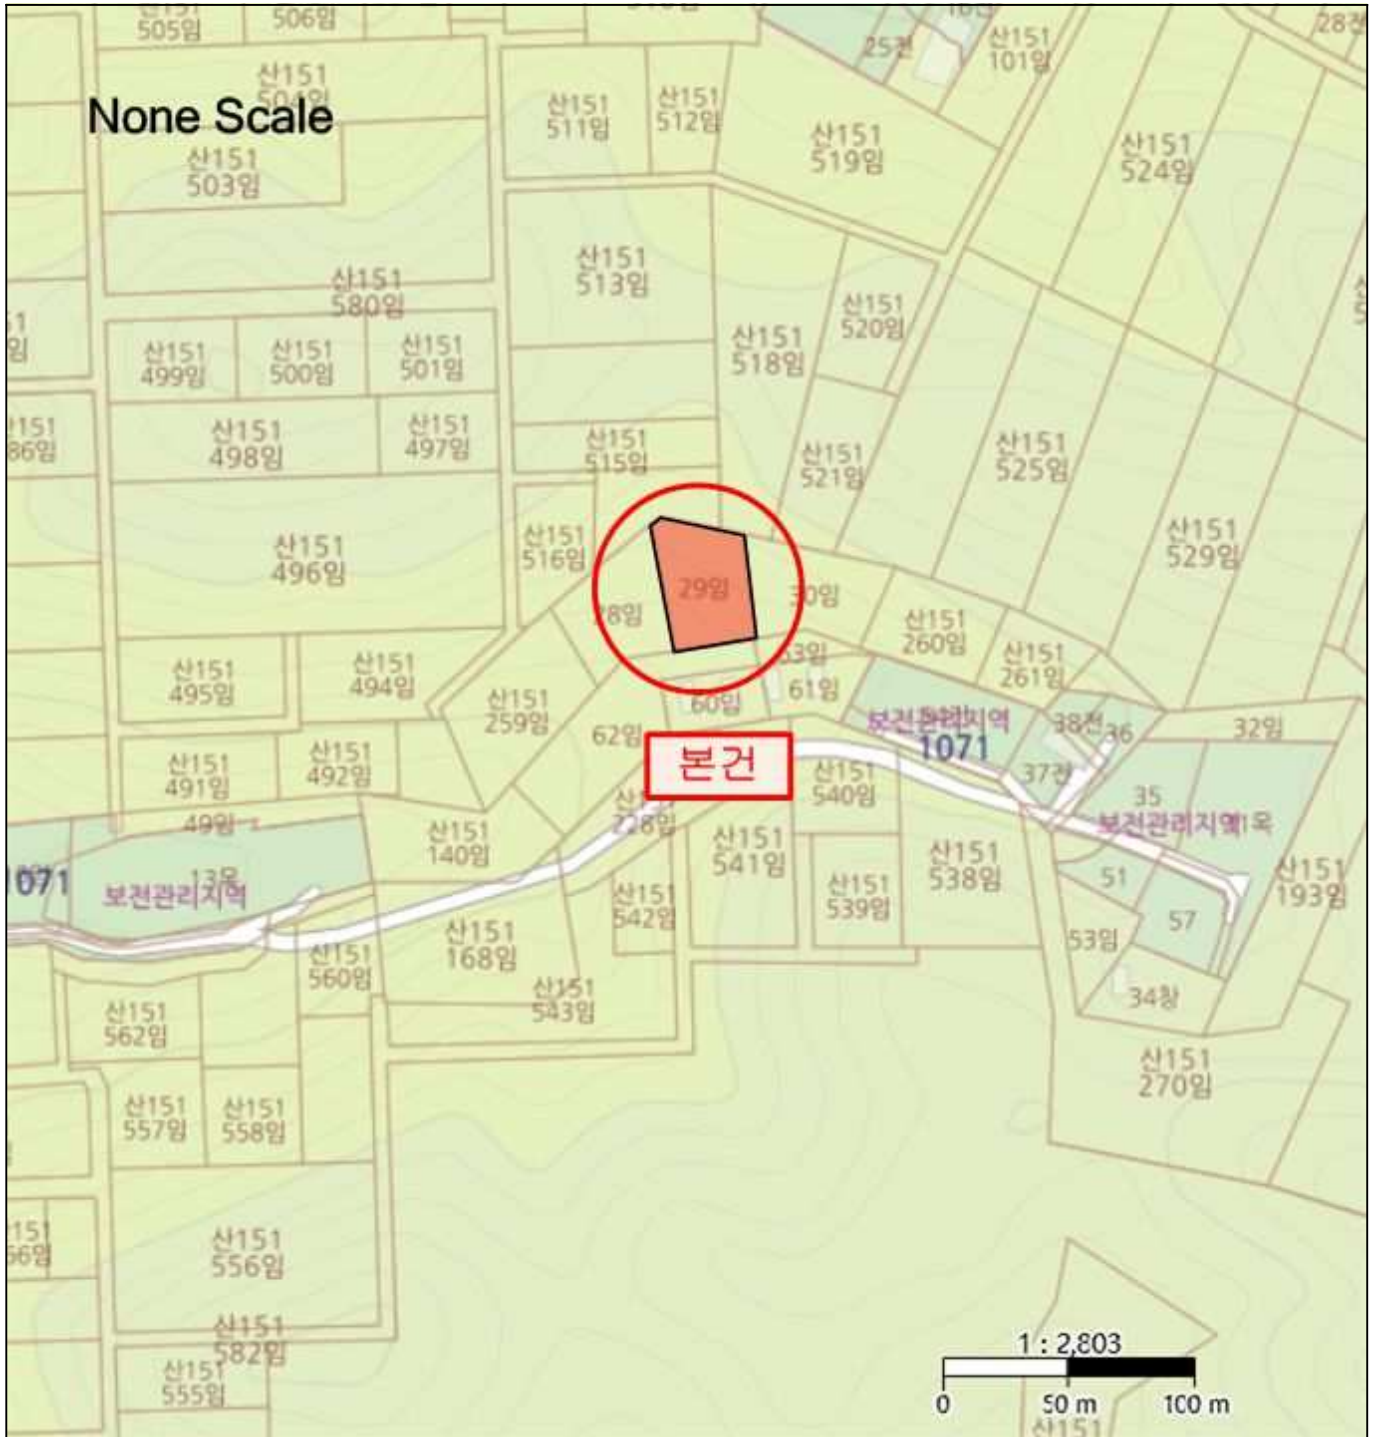 505임
506임
산151
504임
None Scale
산151
503임
산151
511임
산151
512임
25전
산151
101임
28전
산151
519임
산151
524임
산151
580임
산151
513임
산151
520임
산151
518임
산151
499임
산151
500임
산151
501임
산151
498임
산151
497임
산151
515임
산151
521임
산151
525임
산151
496임
산151
516임
산151
529임
29임
28임
30임
산151
260임
산151
261임
산151
495임
산151
494임
산151
259임
63임
60임
61임
62임
보전관리지역
1071
38전
36
32임
37전
본건
산151
491임
산151
492임
49임
산151
540임
35
보전관리지역
산151
140임
산151
541임
산151
538임
1071
보전관리지역
산151
542임
산151
539임
51
57
산151
193임
산151
168임
산151
560임
53임
34창
산151
543임
산151
562임
산151
270임
산151
557임
산151
558임
산151
556임
산151
582임
산151
555임
1 : 2,803
0
50 m
100 m
산151